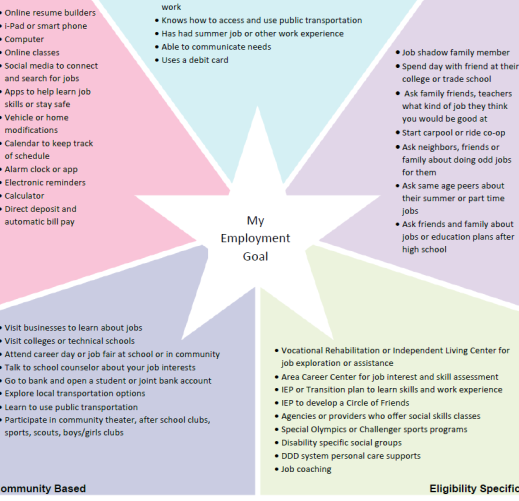 work
• Knows how to access and use public transportation
• Has had summer job or other work experience
• Able to communicate needs
• Uses a debit card
• Online resume builders
• i-Pad or smart phone
• Computer
• Online classes
• Social media to connect
and search for jobs
• Apps to help learn job
skills or stay safe
• Vehicle or home
modifications
• Calendar to keep track
of schedule
• Alarm clock or app
• Electronic reminders
• Calculator
• Direct deposit and
automatic bill pay
• Job shadow family member
• Spend day with friend at their
college or trade school
• Ask family friends, teachers
what kind of job they think
you would be good at
• Start carpool or ride co-op
• Ask neighbors, friends or
family about doing odd jobs
for them
• Ask same age peers about
their summer or part time
jobs
• Ask friends and family about
jobs or education plans after
high school
My
Employment
Goal
• Visit businesses to learn about jobs
• Visit colleges or technical schools
• Attend career day or job fair at school or in community
• Talk to school counselor about your job interests
• Go to bank and open a student or joint bank account
• Explore local transportation options
• Learn to use public transportation
• Participate in community theater, after school clubs,
sports, scouts, boys/girls clubs
ommunity Based
• Vocational Rehabilitation or Independent Living Center for
job exploration or assistance
• Area Career Center for job interest and skill assessment
• IEP or Transition plan to learn skills and work experience
• IEP to develop a Circle of Friends
• Agencies or providers who offer social skills classes
• Special Olympics or Challenger sports programs
• Disability specific social groups
• DDD system personal care supports
• Job coaching
Eligibility Specific